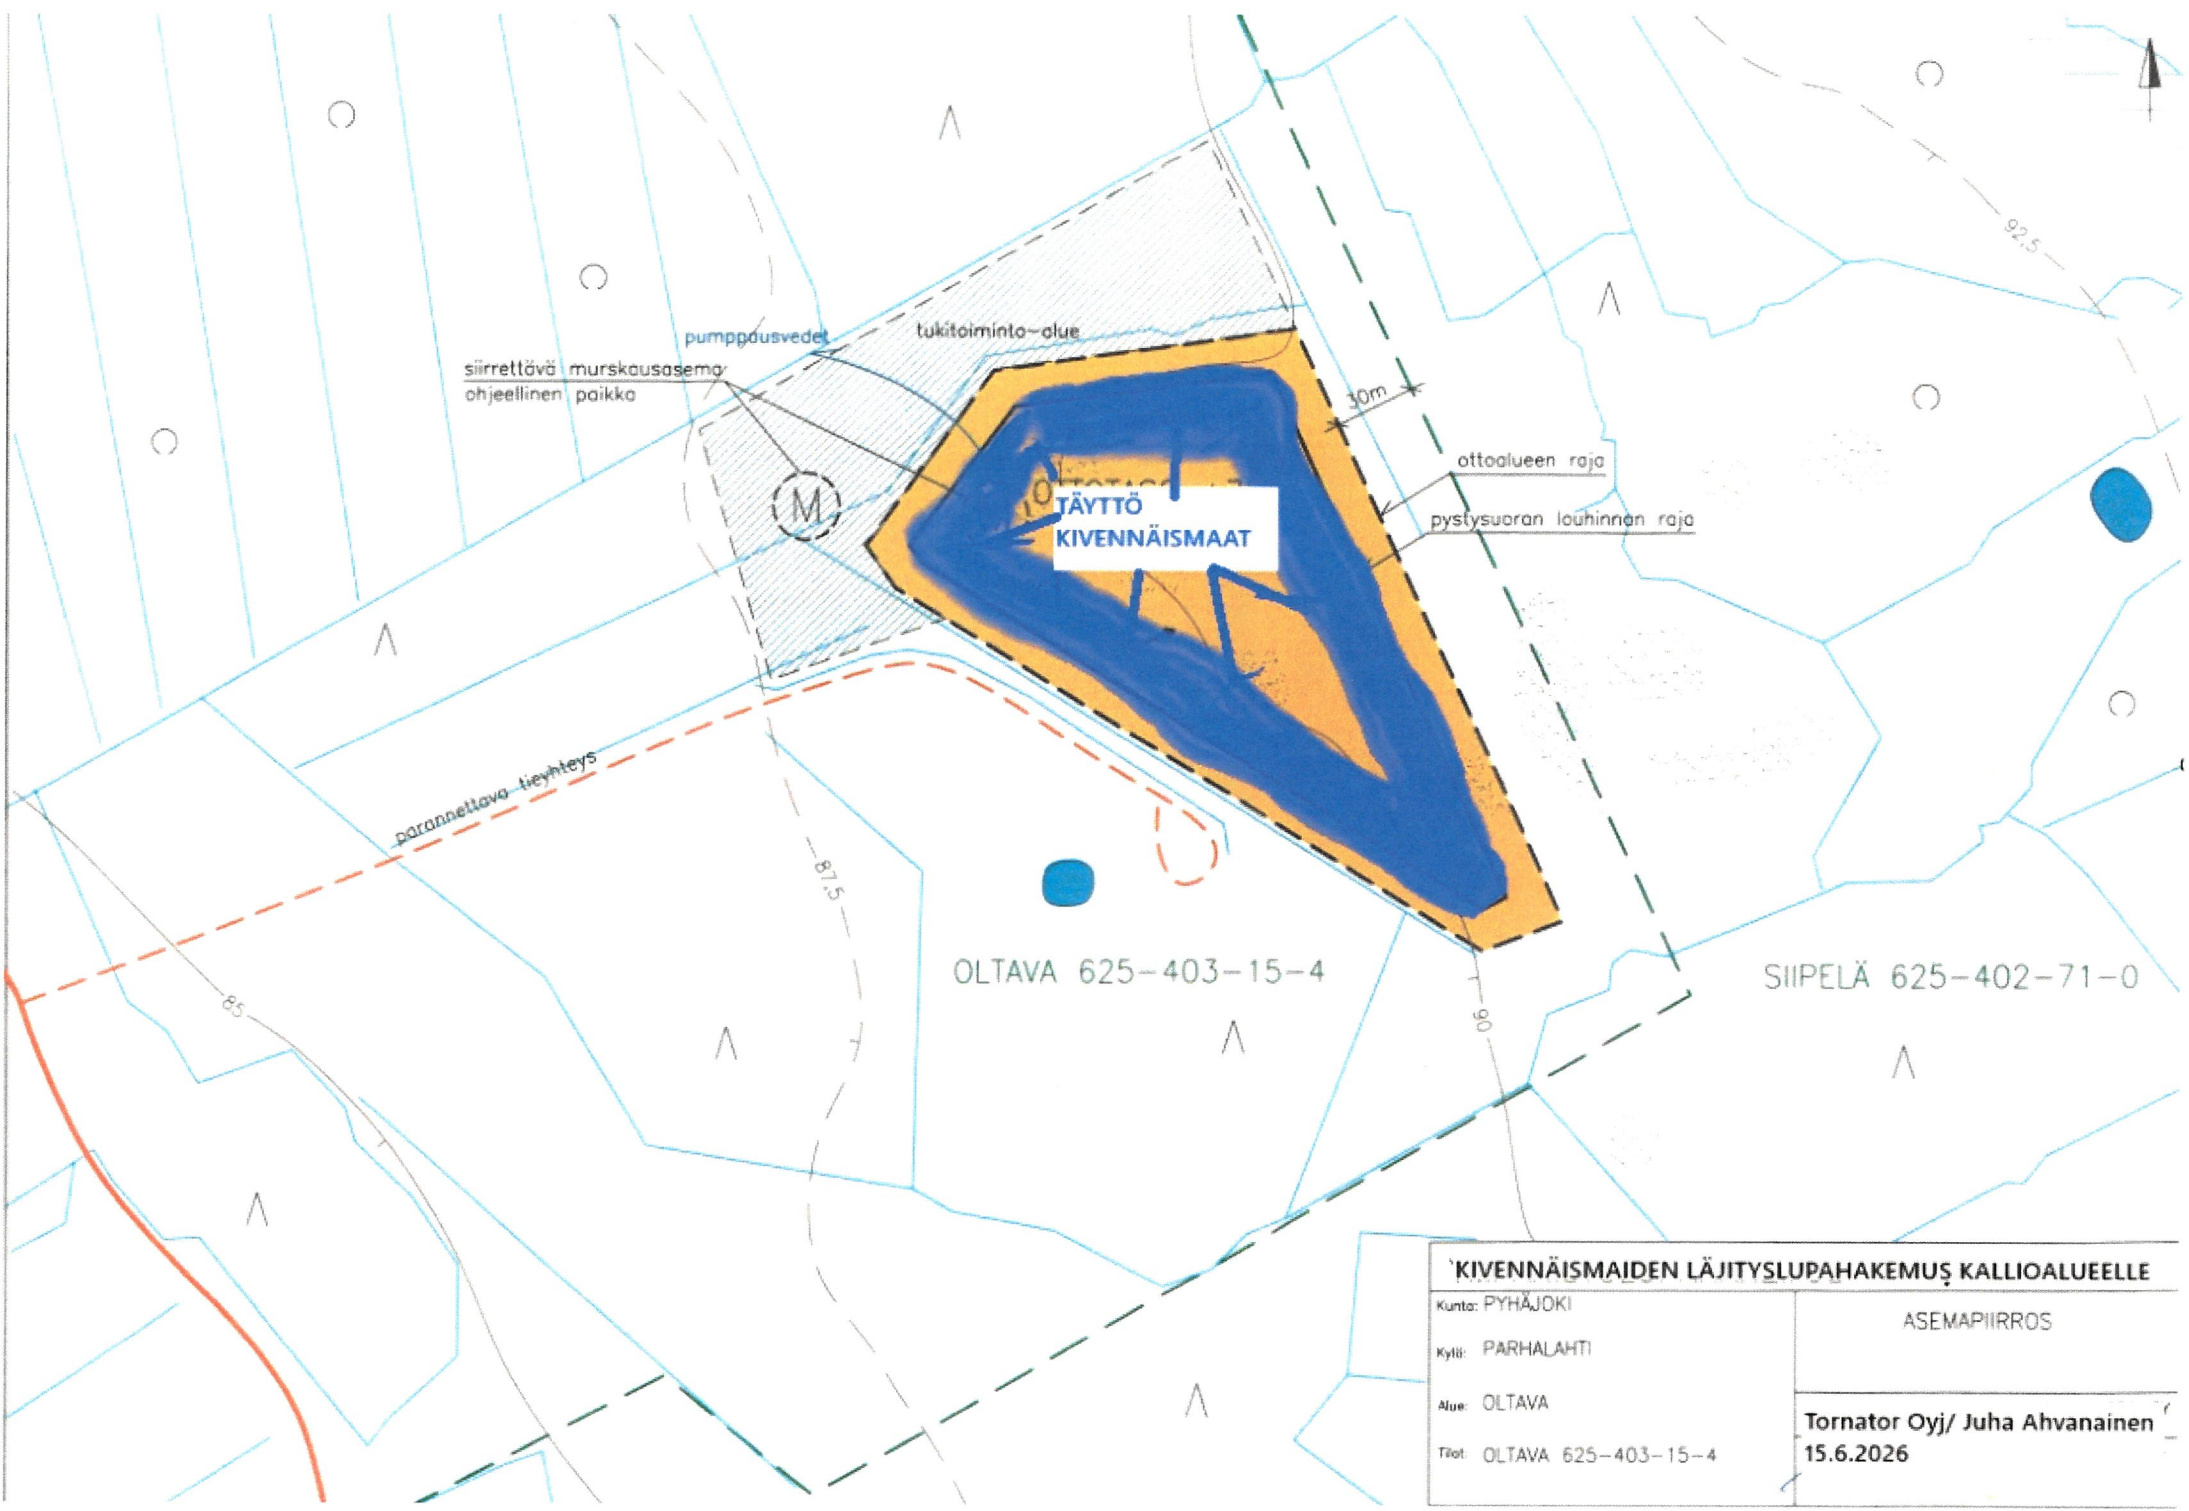 92,5
pumppausvedet
tukitoiminta-alue
siirrettävä murskausasema
ohjeellinen paikka
30m
ottoalueen raja
M
TÄYTTÖ
KIVENNÄISMAAT
pystysuoran louhinnan raja
parannettava tieyhteys
87,5
85
OLTAVA 625-403-15-4
SIIPELÄ 625-402-71-0
90
KIVENNÄISMAIDEN LÄJITYSLUPAHAKEMUS KALLIOALUEELLE
Kunta: PYHÄJOKI
ASEMAPIIRROS
Kylä: PARHALAHTI
Alue: OLTAVA
Tornator Oyj/ Juha Ahvanainen
15.6.2026
Tilat: OLTAVA 625-403-15-4